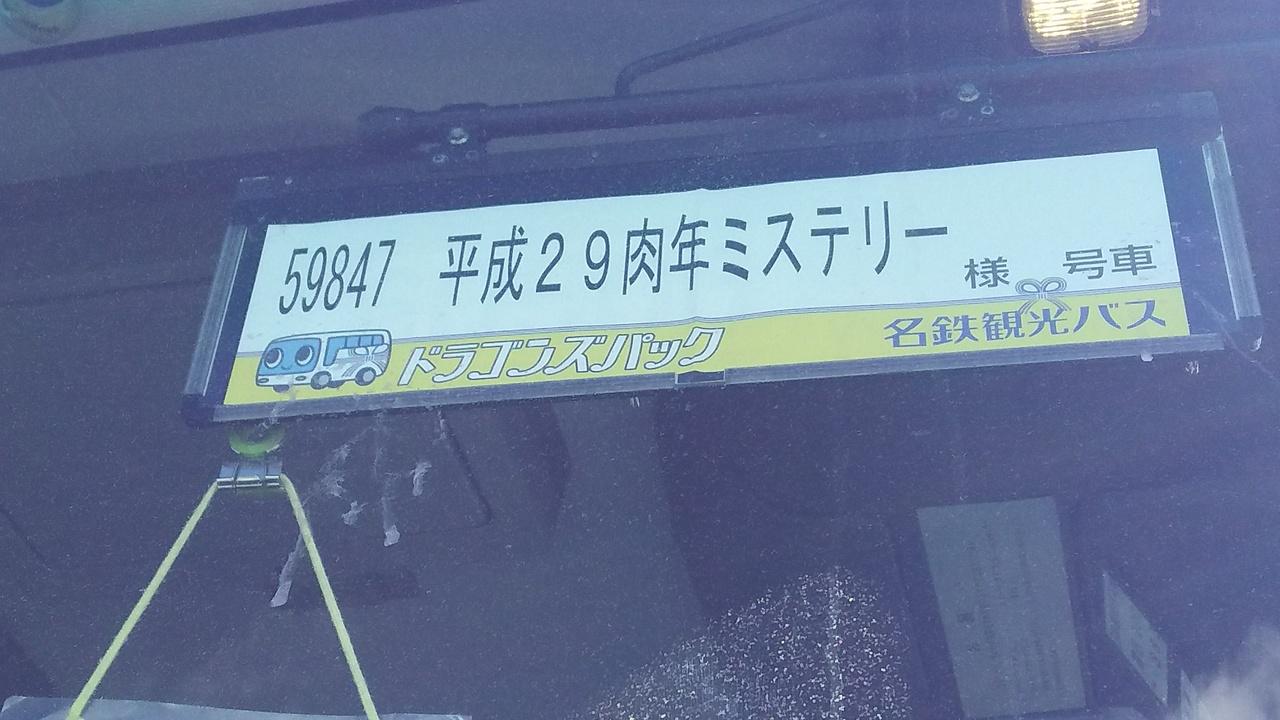 59847 平成29肉年ミステリー
様 号車
ドラゴンズパック 名鉄観光バス